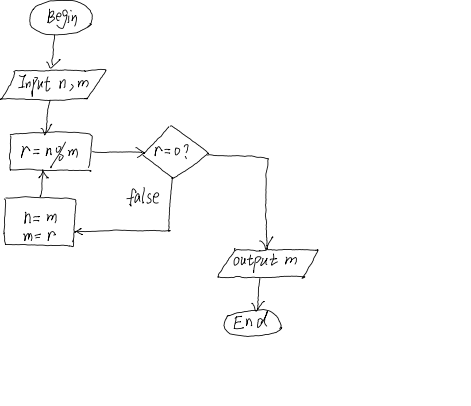 Begin
Input n, m
r = n % m
r = 0 ?
false
n = m
m = r
output m
End